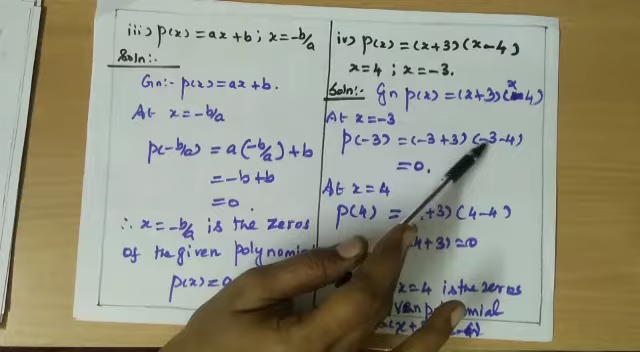 iii) p(x) = ax + b ; x = -b/a
Soln:-
Gn:- p(x) = ax + b.
At x = -b/a
p(-b/a) = a(-b/a) + b
= -b + b
= 0.
∴ x = -b/a is the zeros
of the given polynomial
p(x) = a
iv) p(x) = (x+3) (x-4)
x = 4 ; x = -3.
Soln:- Gn p(x) = (x+3) (x-4)
At x = -3
p(-3) = (-3+3) (-3-4)
= 0.
At x = 4
p(4) = +3) (4-4)
4+3) = 0
x = 4 is the zeros
polynomial